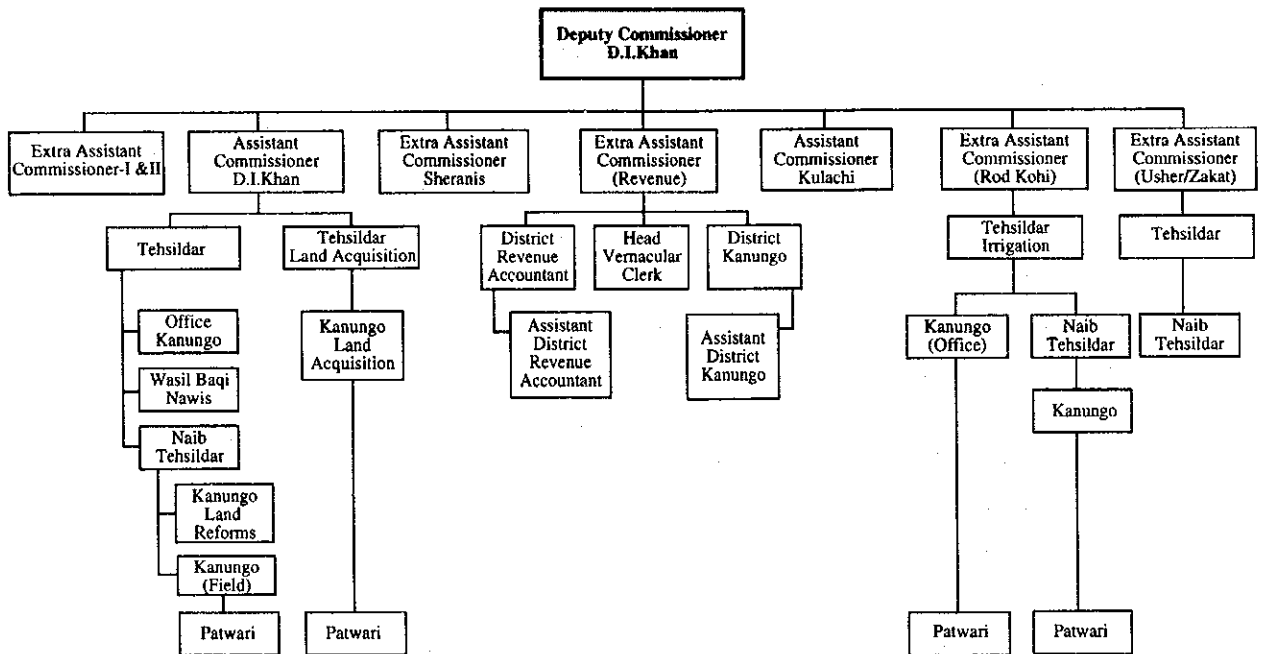 Deputy Commissioner
D.I.Khan
Extra Assistant
Commissioner-I &II
Assistant
Commissioner
D.I.Khan
Extra Assistant
Commissioner
Sheranis
Extra Assistant
Commissioner
(Revenue)
Assistant
Commissioner
Kulachi
Extra Assistant
Commissioner
(Rod Kohi)
Extra Assistant
Commissioner
(Usher/Zakat)
Tehsildar
Tehsildar
Land Acquisition
District
Revenue
Accountant
Head
Vernacular
Clerk
District
Kanungo
Tehsildar
Irrigation
Tehsildar
Office
Kanungo
Kanungo
Land
Acquisition
Assistant
District
Revenue
Accountant
Assistant
District
Kanungo
Kanungo
(Office)
Naib
Tehsildar
Naib
Tehsildar
Wasil Baqi
Nawis
Kanungo
Naib
Tehsildar
Kanungo
Land
Reforms
Kanungo
(Field)
Patwari
Patwari
Patwari
Patwari